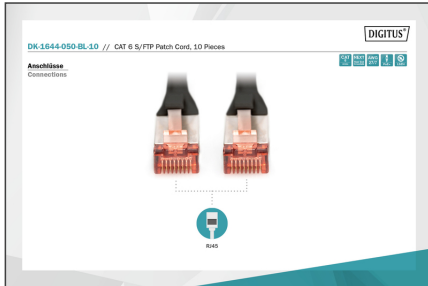 DIGITUS®
DK-1644-050-BL-10 // CAT 6 S/FTP Patch Cord, 10 Pieces
Anschlüsse
Connections
RJ45